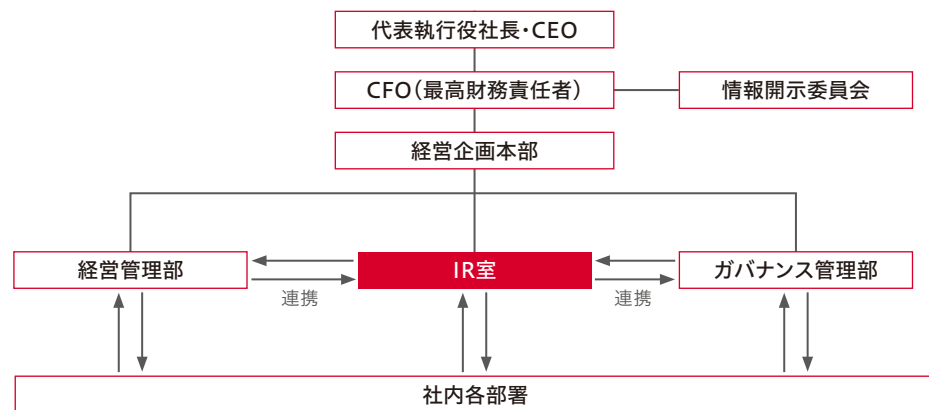 代表執行役社長・CEO
CFO（最高財務責任者）
情報開示委員会
経営企画本部
経営管理部
IR室
ガバナンス管理部
連携
連携
社内各部署